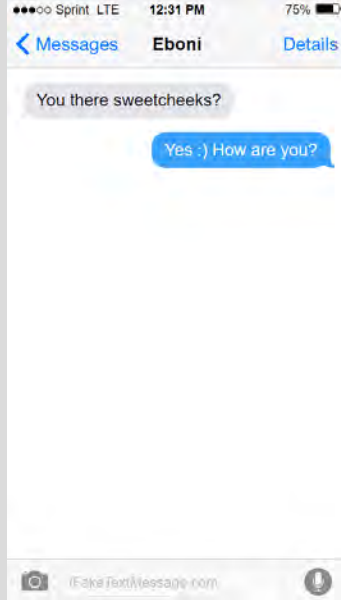 Sprint LTE 12:31 PM 75%
Messages Eboni Details
You there sweetcheeks?
Yes :) How are you?
iFakeTextMessage.com